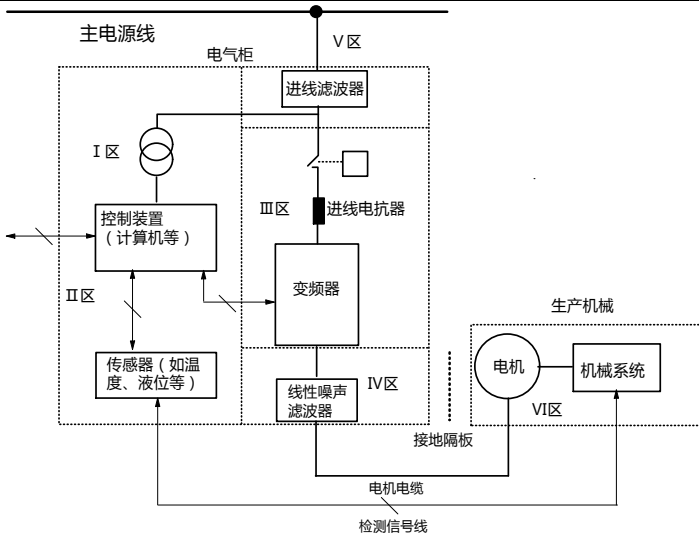 主电源线
V区
电气柜
进线滤波器
I区
III区
进线电抗器
控制装置
（计算机等）
II区
变频器
生产机械
传感器（如温
度、液位等）
线性噪声
滤波器
IV区
电机
机械系统
VI区
接地隔板
电机电缆
检测信号线